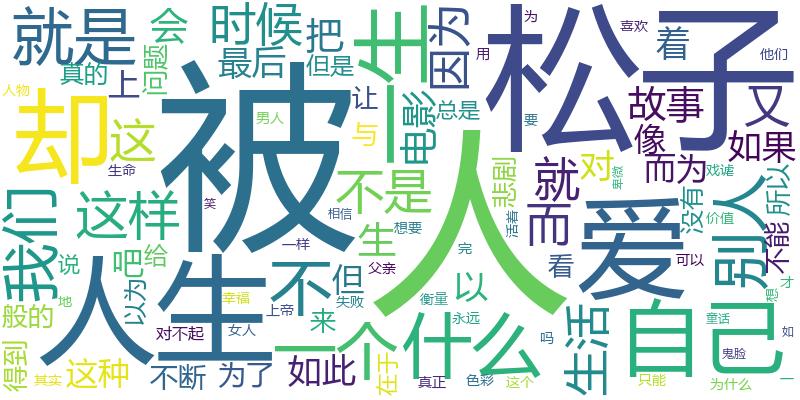 就是
会
时候
把
一生
因为
用
为
松子
喜欢
着
他们
真的
问题
上
最后
但是
人物
却
这
生命
被
男人
让
与
电影
总是
要
故事
像
又
如果
人
悲剧
就
对
而为
卑微
戏谑
这样
笑
相信
不是
生
活着
而
爱
没有
价值
别人
不能
所以
我们
说
吧
给
人生
一样
不
但
想要
父亲
完
以
看
可以
想
才
般的
地
以为
幸福
上帝
失败
来
衡量
永远
吗
生活
自己
童话
如
得到
对不起
女人
一个
什么
鬼脸
其实
这种
不断
为了
如此
在于
真正
色彩
这个
只能
为什么
一